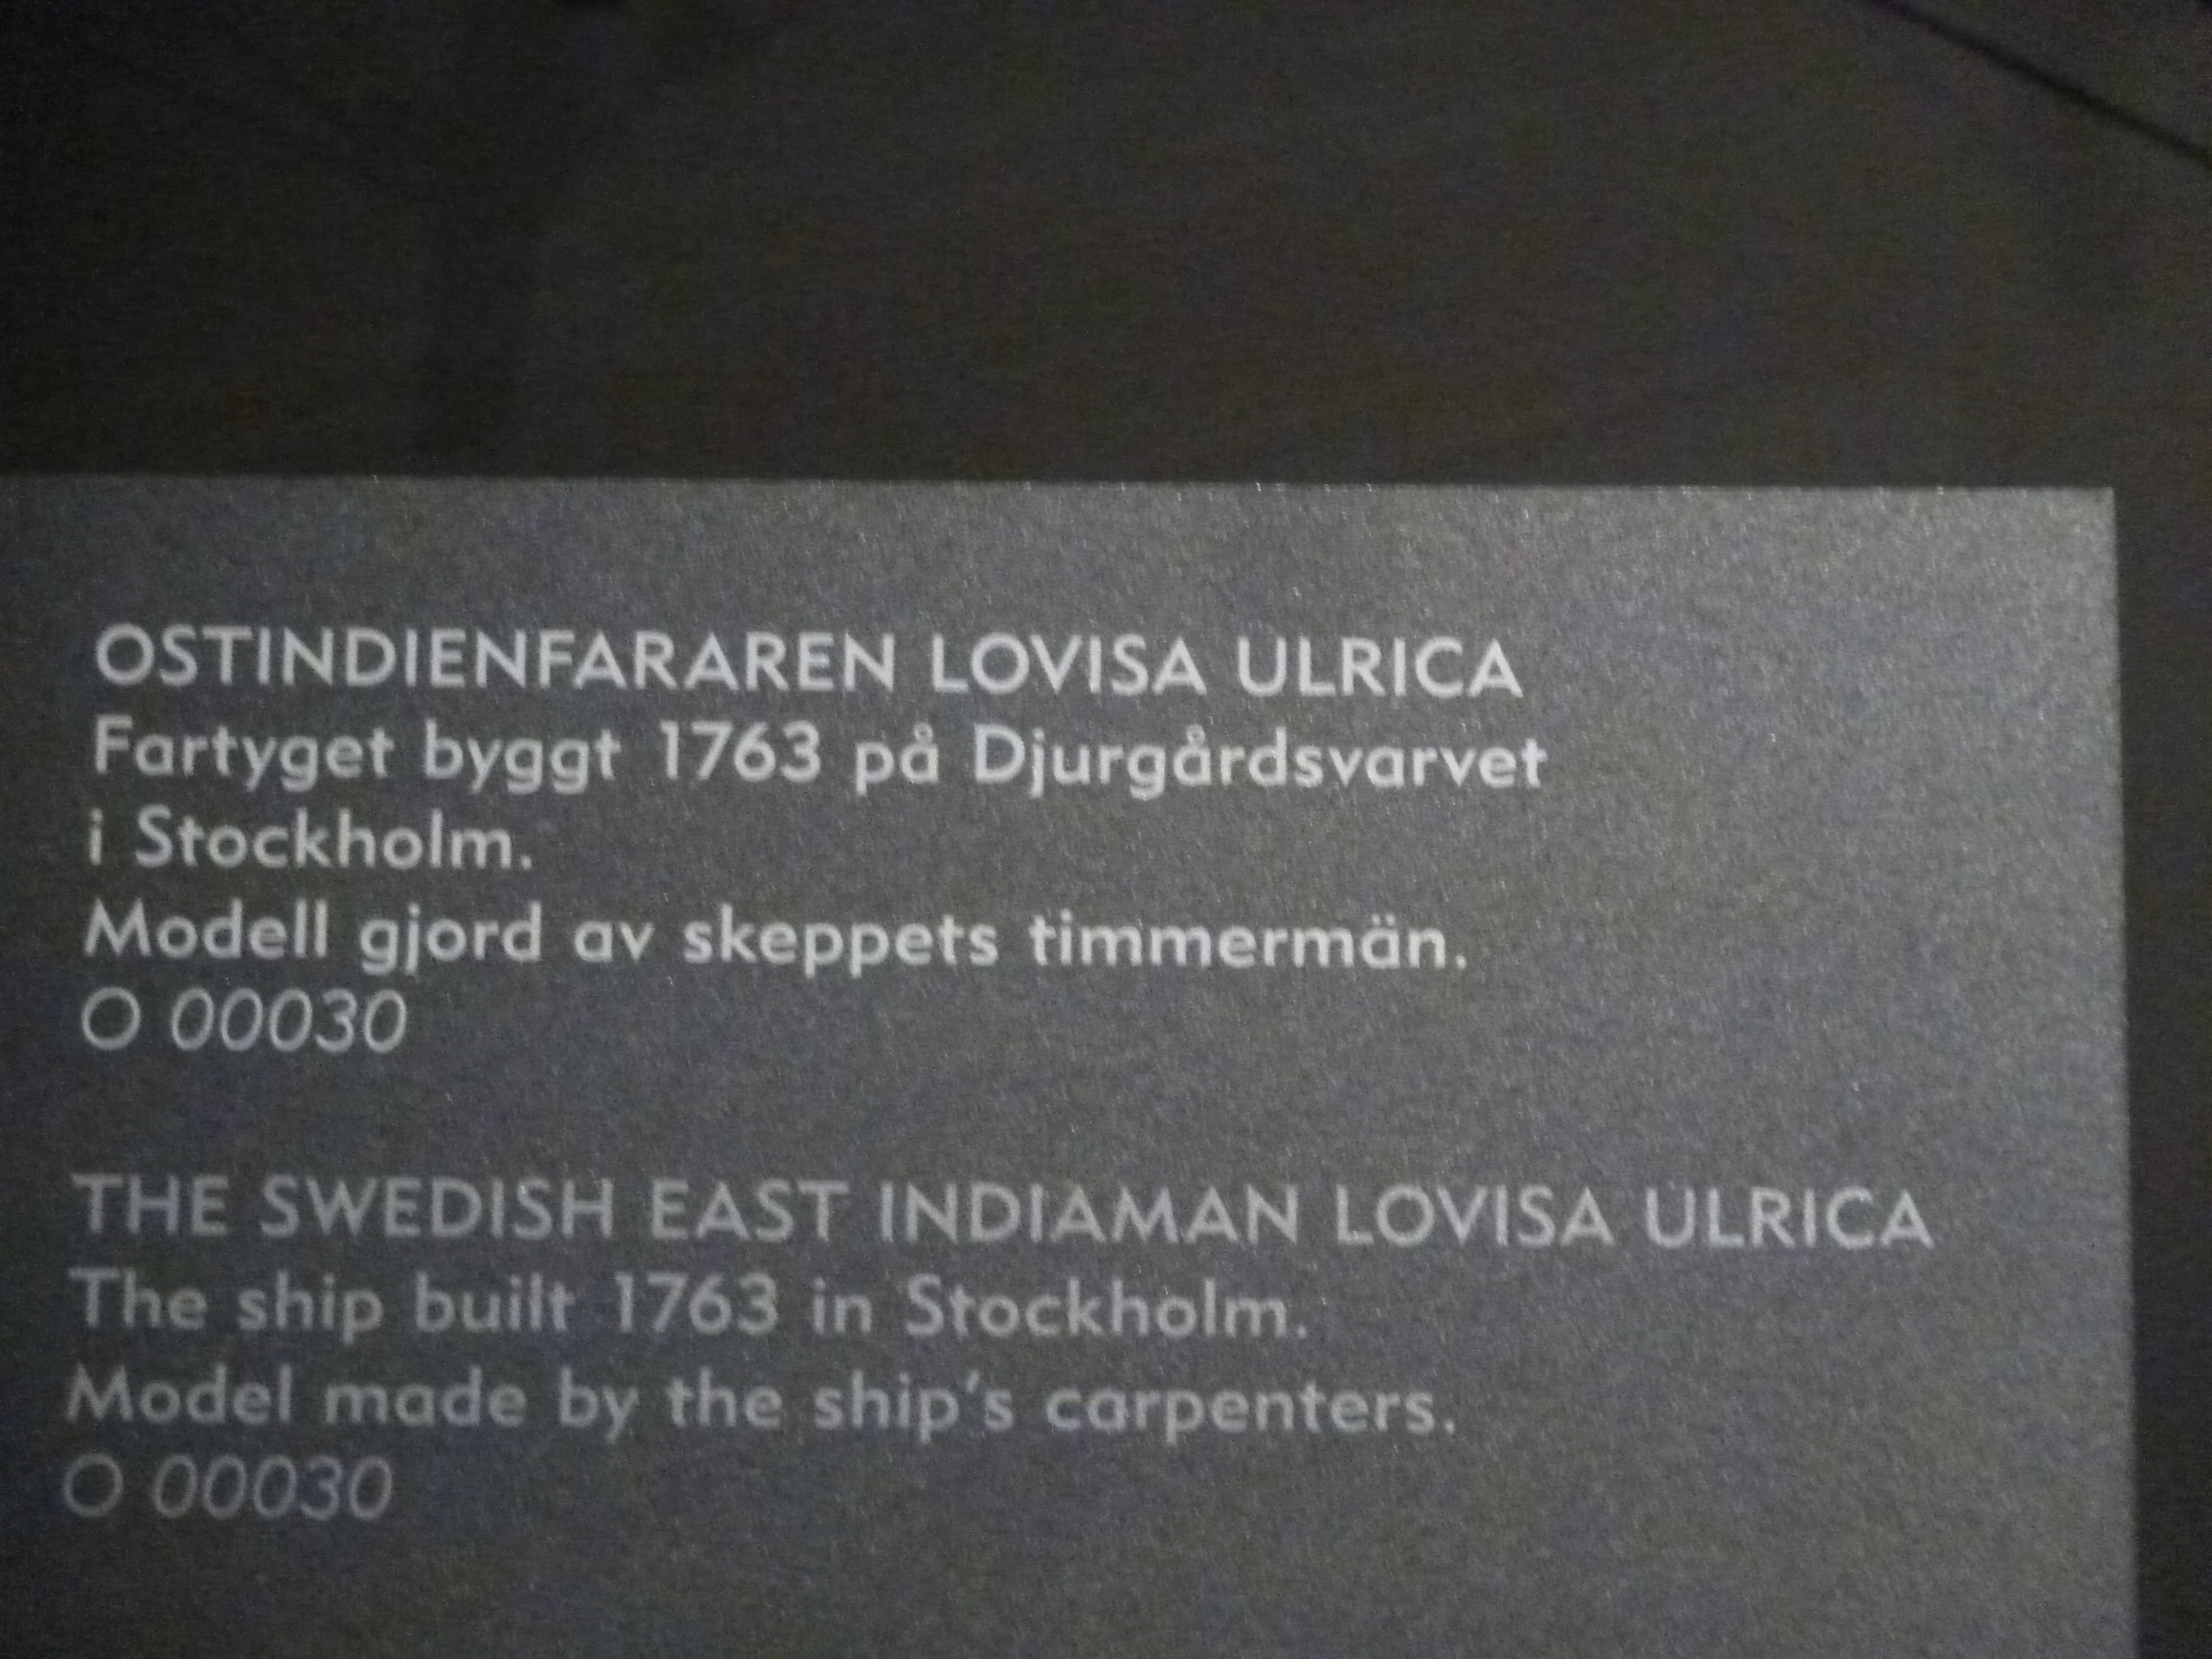 OSTINDIENFARAREN LOVISA ULRICA
Fartyget byggt 1763 på Djurgårdsvarvet
i Stockholm.
Modell gjord av skeppets timmermän.
O 00030
THE SWEDISH EAST INDIAMAN LOVISA ULRICA
The ship built 1763 in Stockholm.
Model made by the ship's carpenters.
O 00030